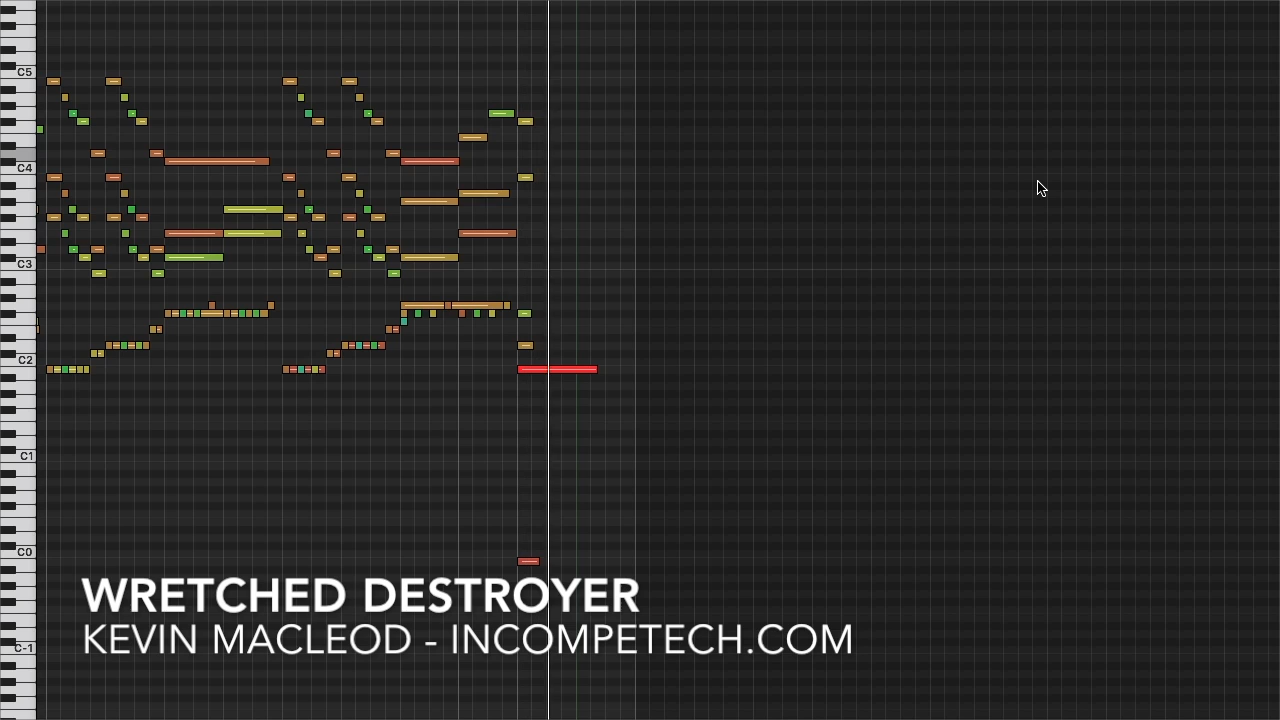 C5
C4
C3
C2
C1
C0
WRETCHED DESTROYER
KEVIN MACLEOD - INCOMPETECH.COM
C-1